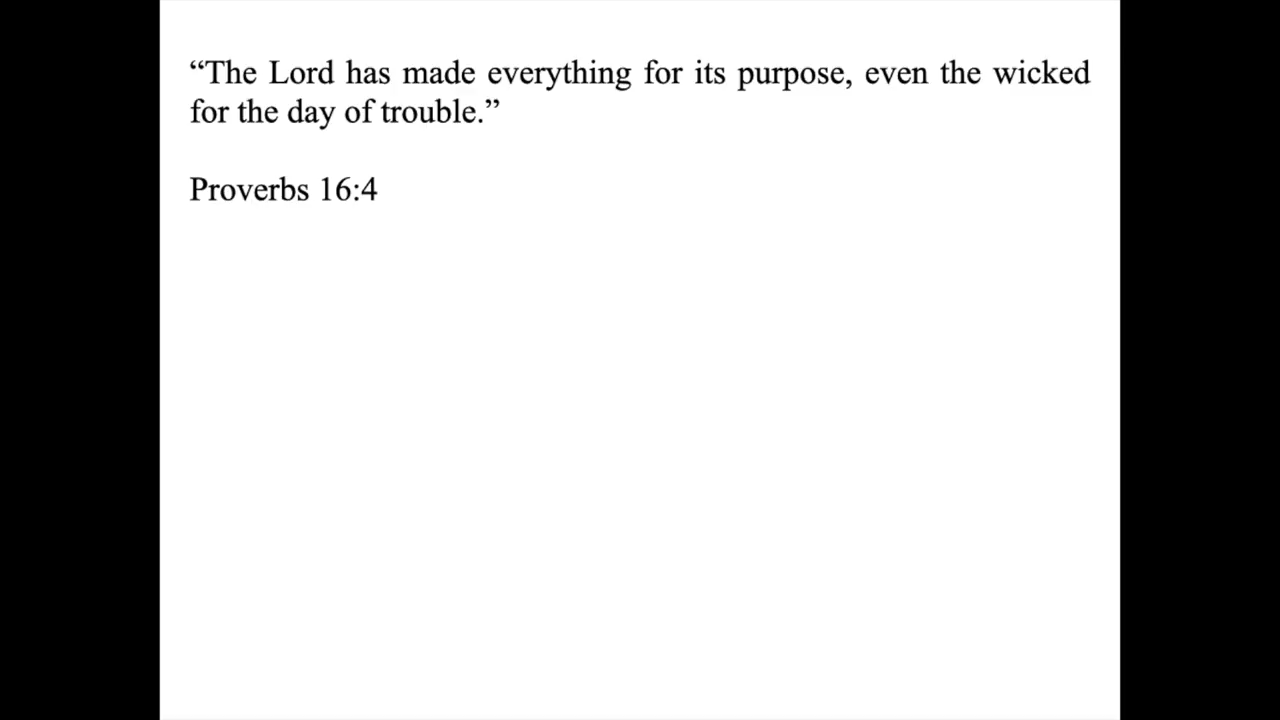 “The Lord has made everything for its purpose, even the wicked
for the day of trouble.”
Proverbs 16:4